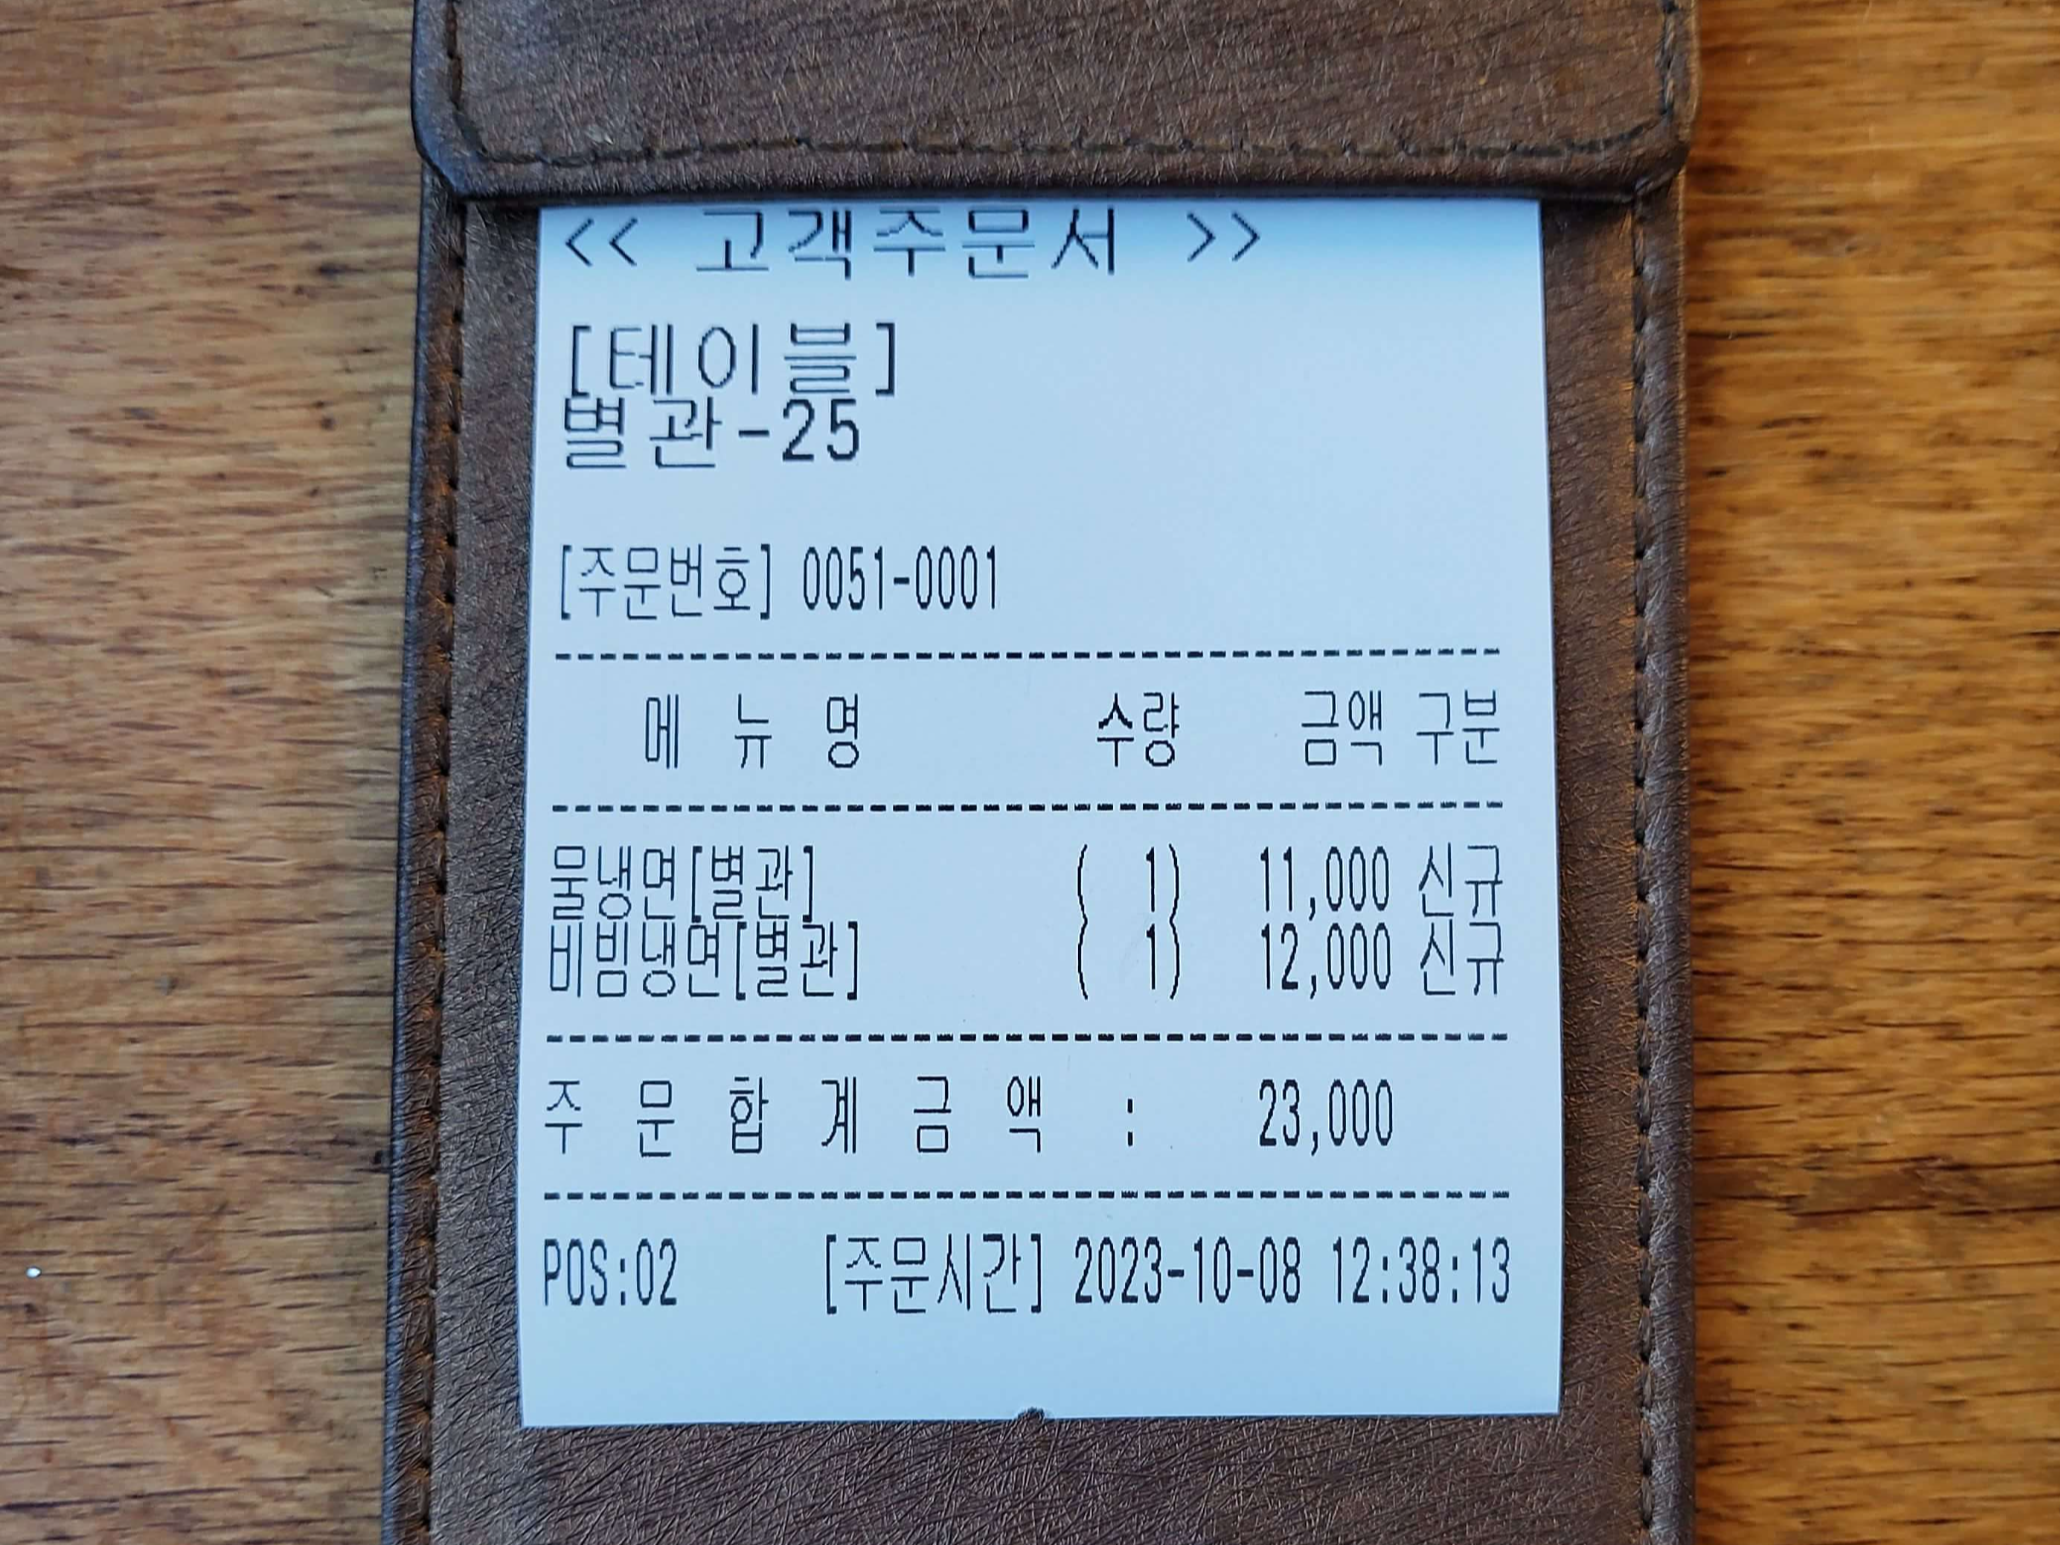 << 고객주문서 >>
[테이블]
별관-25
[주문번호] 0051-0001
메 뉴 명 수량 금액 구분
물냉면[별관] ( 1) 11,000 신규
비빔냉면[별관] ( 1) 12,000 신규
주 문 합 계 금 액 : 23,000
POS:02 [주문시간] 2023-10-08 12:38:13